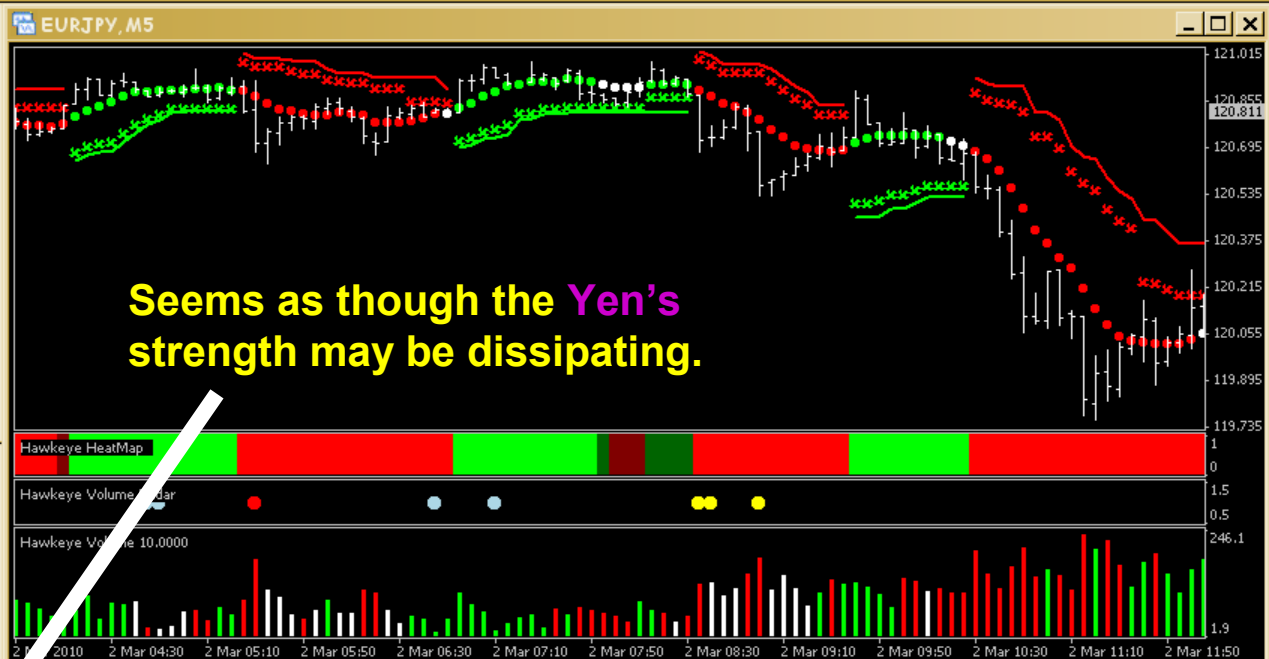 EURJPY,M5
121.015
120.855
120.811
120.695
120.535
120.375
120.215
120.055
119.895
119.735
Seems as though the Yen's
strength may be dissipating.
Hawkeye HeatMap
1
0
Hawkeye Volume
1.5
0.5
Hawkeye 10.0000
246.1
1.9
2 2010 2 Mar 04:30 2 Mar 05:10 2 Mar 05:50 2 Mar 06:30 2 Mar 07:10 2 Mar 07:50 2 Mar 08:30 2 Mar 09:10 2 Mar 09:50 2 Mar 10:30 2 Mar 11:10 2 Mar 11:50